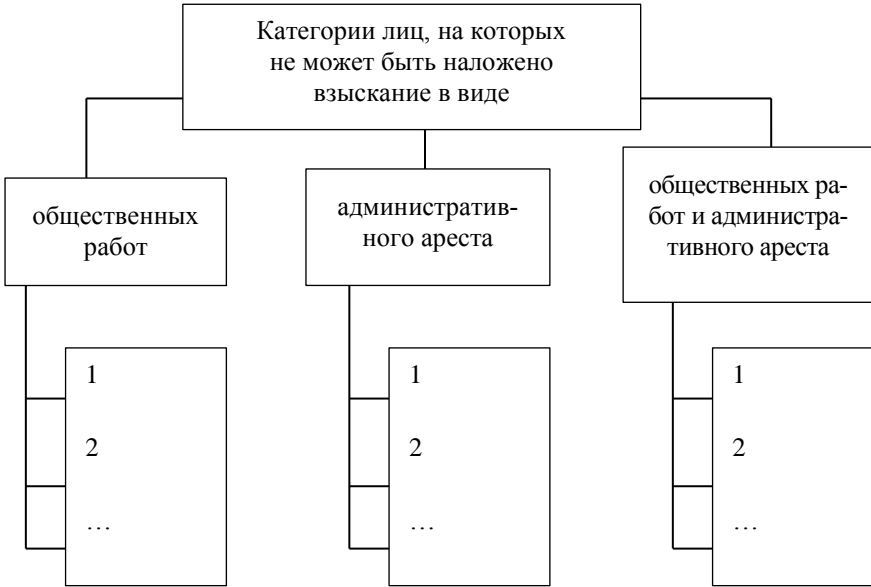 Категории лиц, на которых
не может быть наложено
взыскание в виде
общественных
работ
административ-
ного ареста
общественных ра-
бот и администра-
тивного ареста
1
2
…
1
2
…
1
2
…